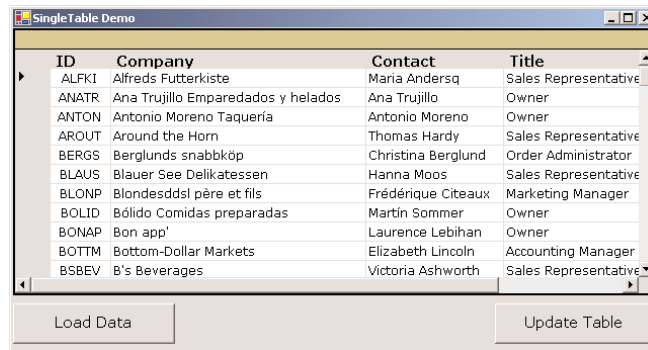 SingleTable Demo
ID Company Contact Title
ALFKI Alfreds Futterkiste Maria Andersq Sales Representative
ANATR Ana Trujillo Emparedados y helados Ana Trujillo Owner
ANTON Antonio Moreno Taquería Antonio Moreno Owner
AROUT Around the Horn Thomas Hardy Sales Representative
BERGS Berglunds snabbköp Christina Berglund Order Administrator
BLAUS Blauer See Delikatessen Hanna Moos Sales Representative
BLONP Blondesddsl père et fils Frédérique Citeaux Marketing Manager
BOLID Bólido Comidas preparadas Martín Sommer Owner
BONAP Bon app' Laurence Lebihan Owner
BOTTM Bottom-Dollar Markets Elizabeth Lincoln Accounting Manager
BSBEV B's Beverages Victoria Ashworth Sales Representative
Load Data Update Table